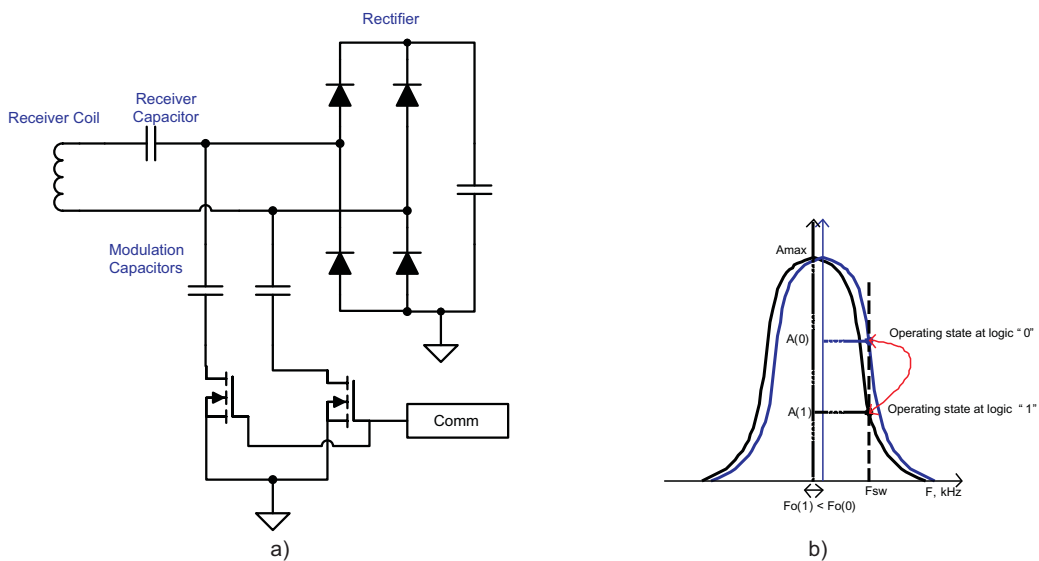 Rectifier
Receiver
Capacitor
Receiver Coil
Modulation
Capacitors
Comm
a)
Amax
A(0)
A(1)
Operating state at logic “ 0”
Operating state at logic “ 1”
Fsw
F, kHz
Fo(1) < Fo(0)
b)